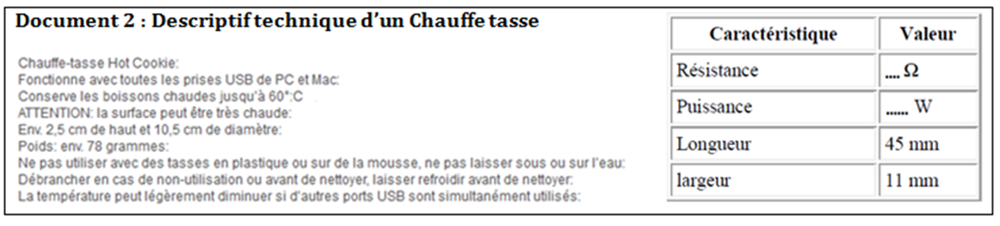 Document 2 : Descriptif technique d'un Chauffe tasse
Chauffe-tasse Hot Cookie:
Fonctionne avec toutes les prises USB de PC et Mac:
Conserve les boissons chaudes jusqu'à 60°:C
ATTENTION: la surface peut être très chaude:
Env. 2,5 cm de haut et 10,5 cm de diamètre:
Poids: env. 78 grammes:
Ne pas utiliser avec des tasses en plastique ou sur de la mousse, ne pas laisser sous ou sur l'eau:
Débrancher en cas de non-utilisation ou avant de nettoyer, laisser refroidir avant de nettoyer:
La température peut légèrement diminuer si d'autres ports USB sont simultanément utilisés:
Caractéristique Valeur
Résistance .... Ω
Puissance ...... W
Longueur 45 mm
largeur 11 mm